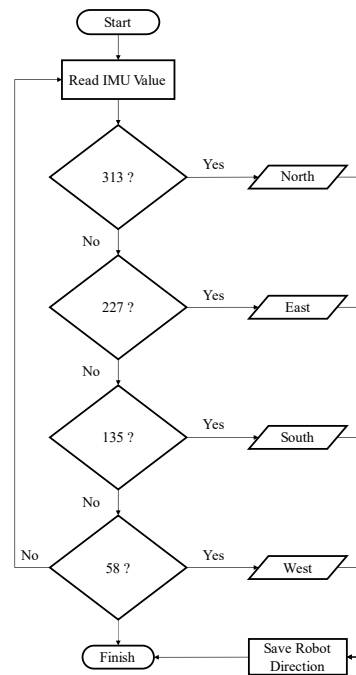 Start
Read IMU Value
313 ?
Yes
North
No
227 ?
Yes
East
No
135 ?
Yes
South
No
58 ?
Yes
West
No
Finish
Save Robot
Direction